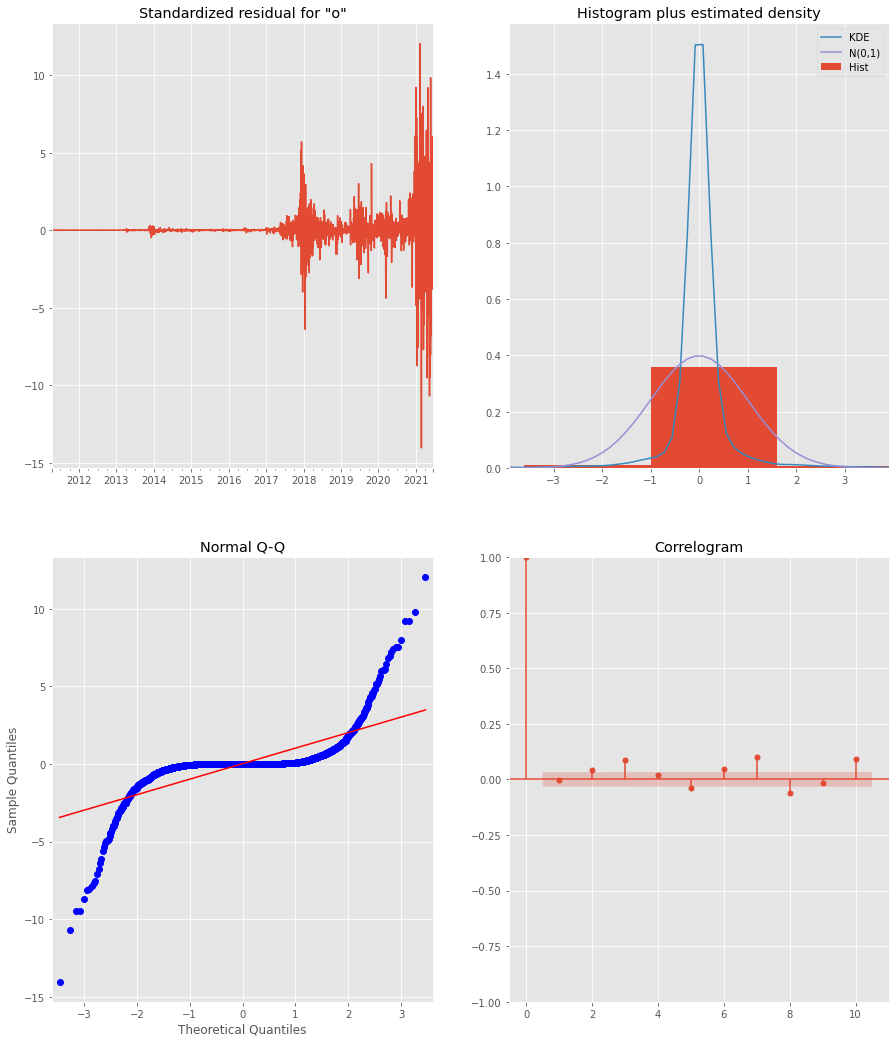 Standardized residual for "o"
10
5
0
−5
−10
−15
2012 2013 2014 2015 2016 2017 2018 2019 2020 2021
Histogram plus estimated density
KDE
N(0,1)
Hist
1.4
1.2
1.0
0.8
0.6
0.4
0.2
0.0
−3 −2 −1 0 1 2 3
Normal Q-Q
Sample Quantiles
10
5
0
−5
−10
−15
−3 −2 −1 0 1 2 3
Theoretical Quantiles
Correlogram
1.00
0.75
0.50
0.25
0.00
−0.25
−0.50
−0.75
−1.00
0 2 4 6 8 10